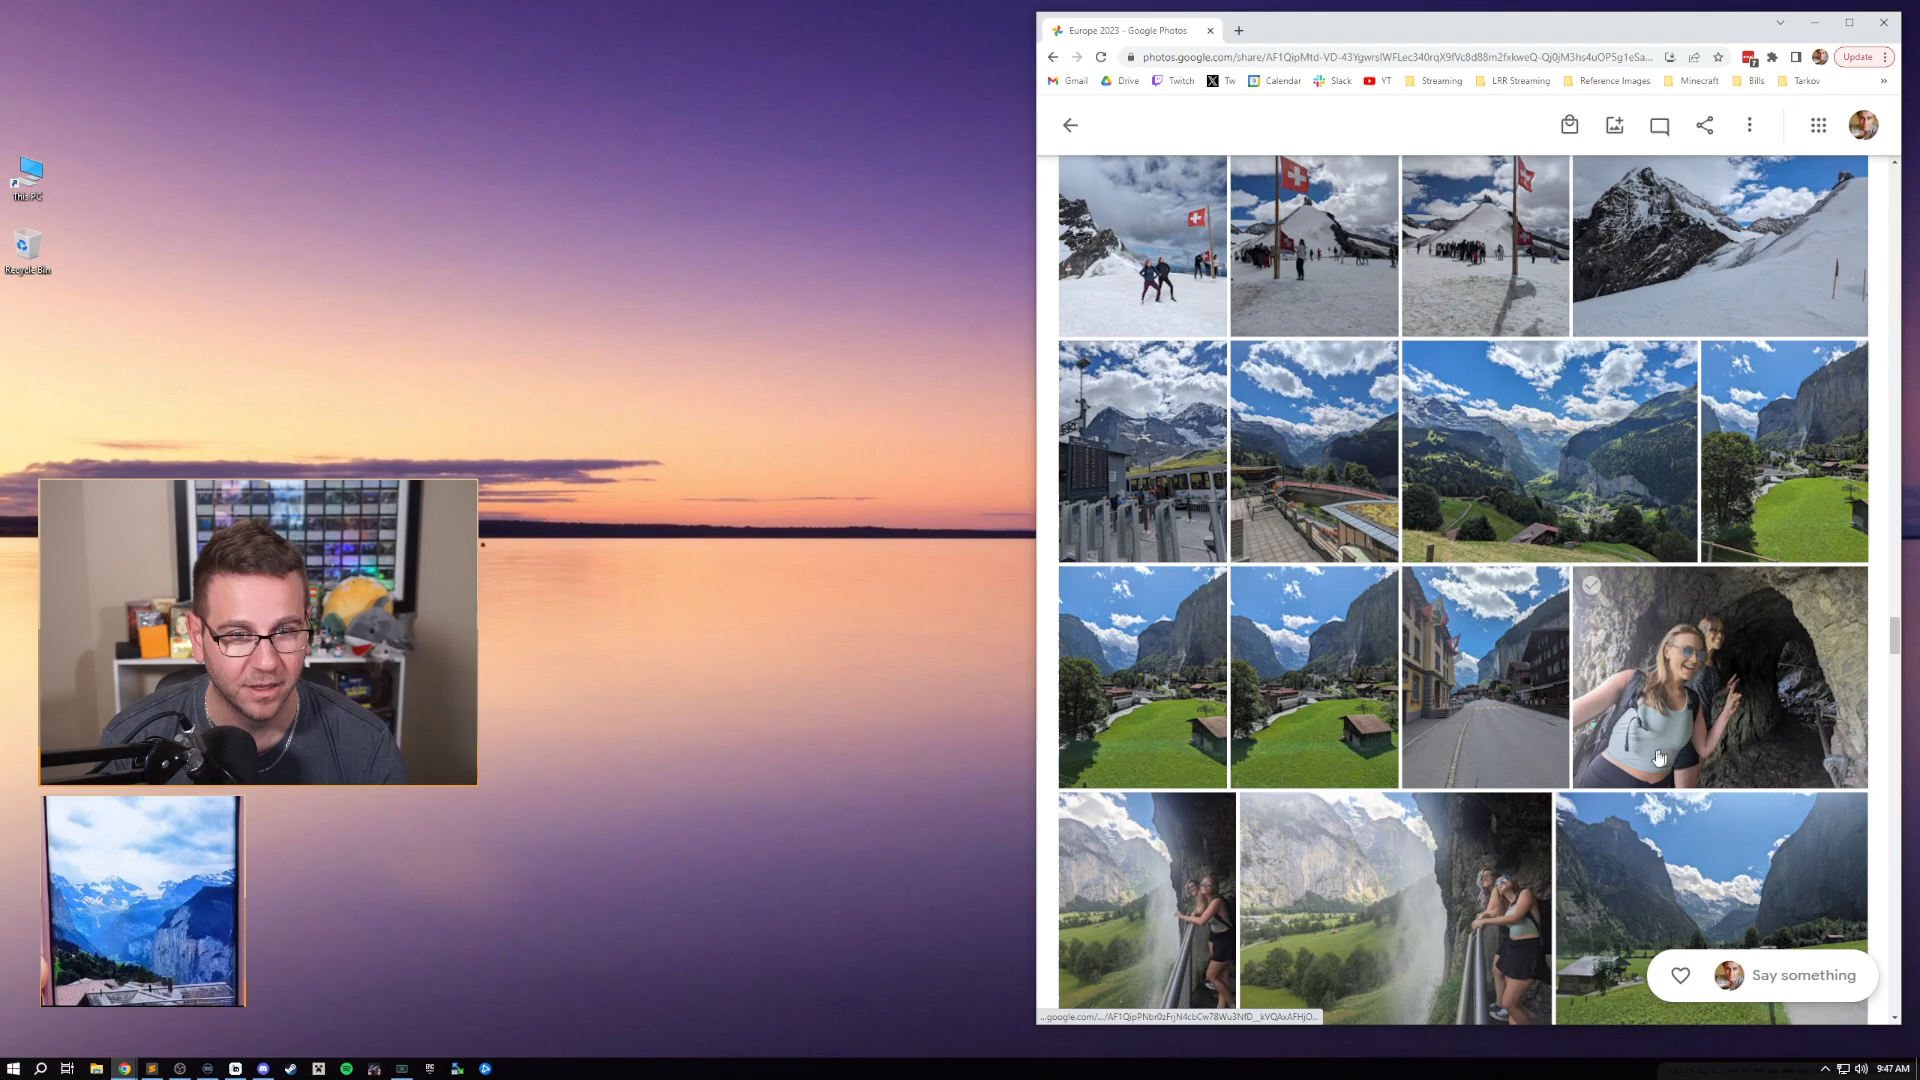 Europe 2023 - Google Photos
photos.google.com/share/AF1QipMtd-VD-43YgwrsIWFLec340rqX9fVc8d88m2fxkweQ-Qj0jM3hs4uOP5g1eSa...
Update
Gmail
Drive
Twitch
Tw
Calendar
Slack
YT
Streaming
LRR Streaming
Reference Images
Minecraft
Bills
Tarkov
»
This PC
Recycle Bin
Say something
...google.com/.../AF1QipPNbr0zFrjN4cbCw78Wu3NfD__kVQAxAFHjO...
9:47 AM